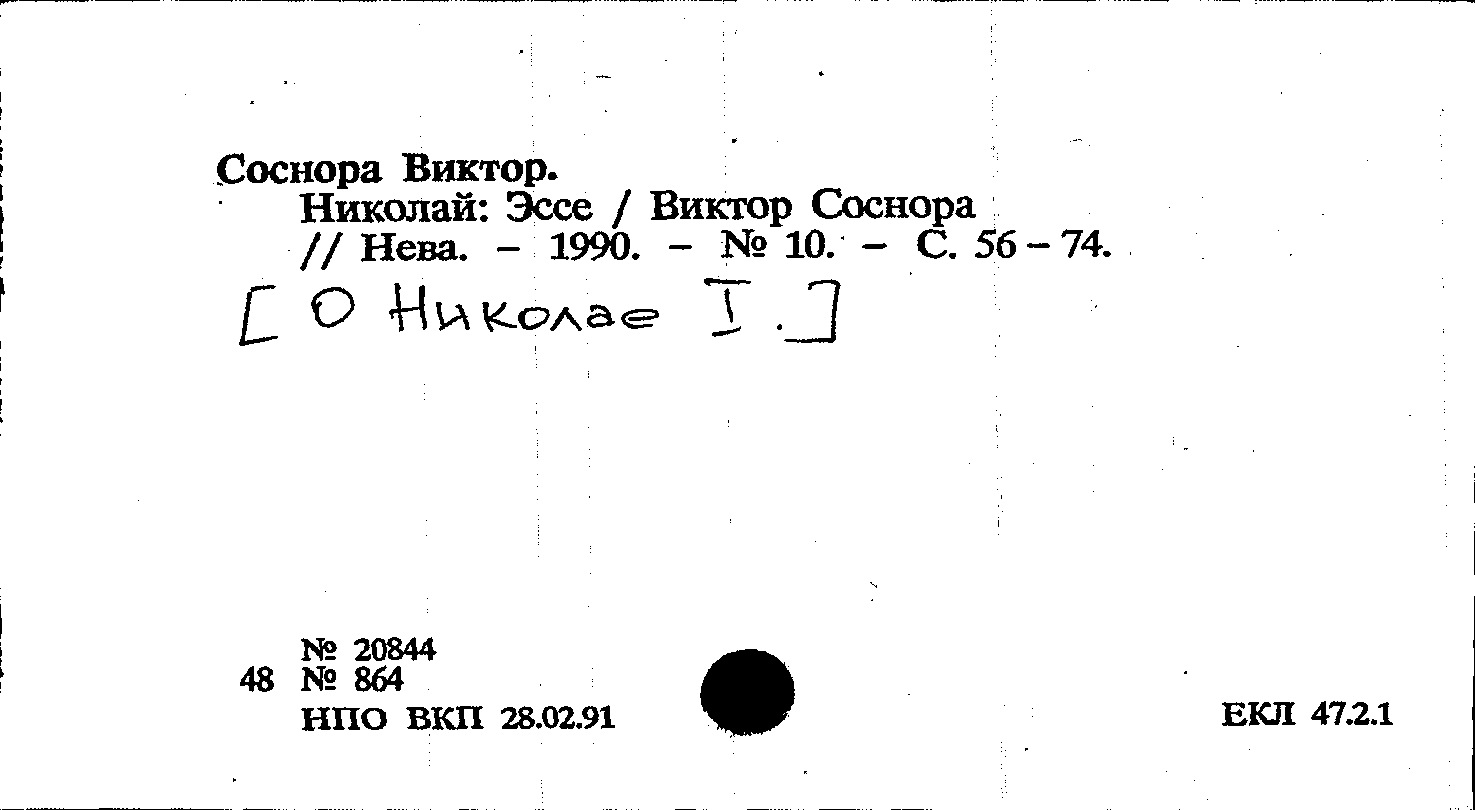 Соснора Виктор.
Николай: Эссе / Виктор Соснора
// Нева. – 1990. – № 10. – С. 56 – 74.
[ О Николае I. ]
№ 20844
48 № 864
НПО ВКП 28.02.91
ЕКЛ 47.2.1